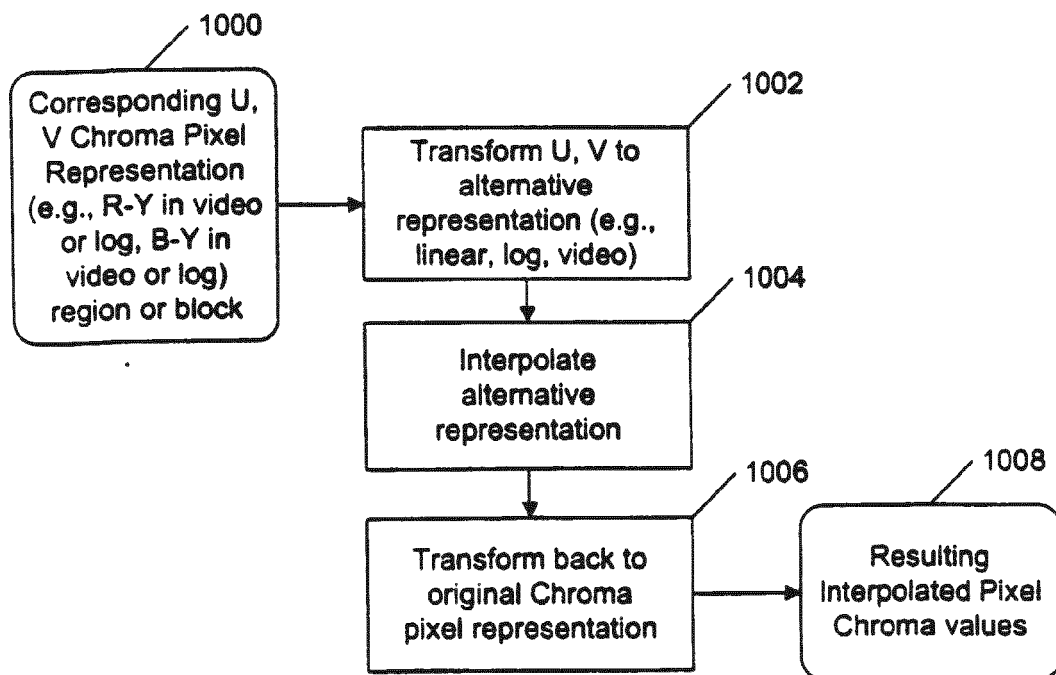 1000
Corresponding U,
V Chroma Pixel
Representation
(e.g., R-Y in video
or log, B-Y in
video or log)
region or block
1002
Transform U, V to
alternative
representation (e.g.,
linear, log, video)
1004
Interpolate
alternative
representation
1006
Transform back to
original Chroma
pixel representation
1008
Resulting
Interpolated Pixel
Chroma values